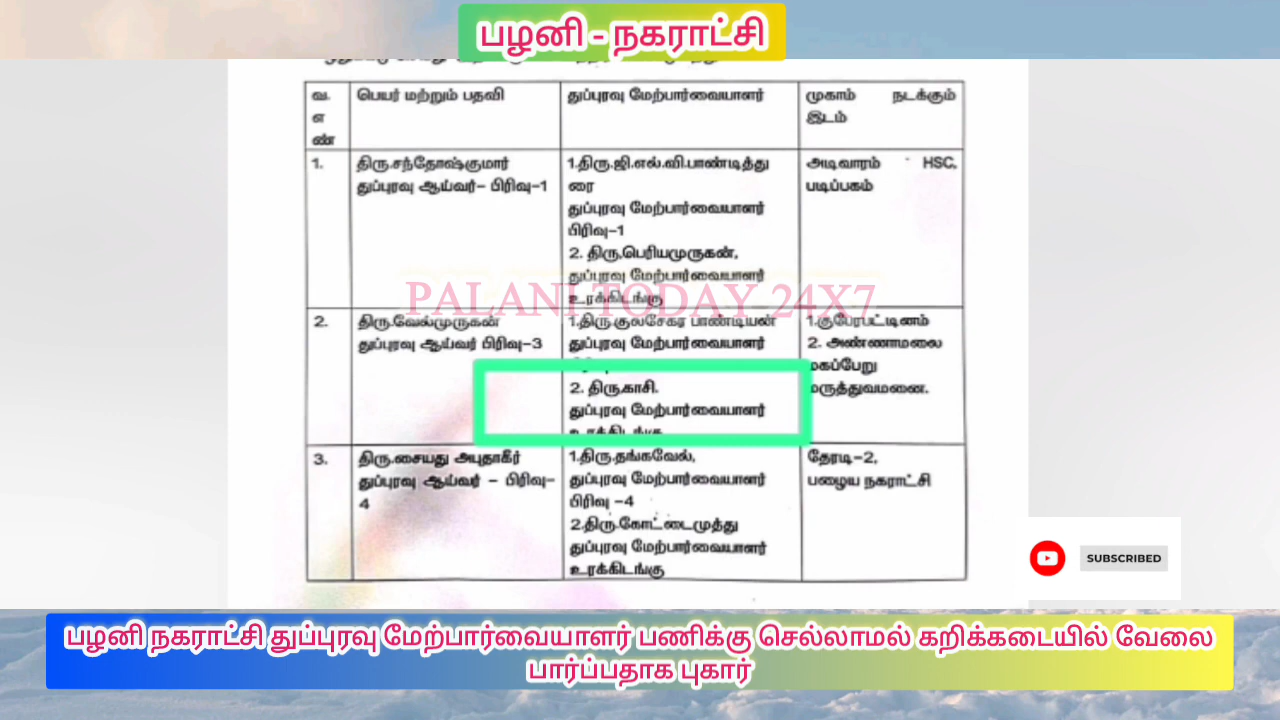 பழனி - நகராட்சி
வ.
எ
ண்
பெயர் மற்றும் பதவி
துப்புரவு மேற்பார்வையாளர்
முகாம் நடக்கும்
இடம்
1.
திரு.சந்தோஷ்குமார்
துப்புரவு ஆய்வர்– பிரிவு–1
1.திரு.ஜி.எல்.வி.பாண்டித்து
ரை
துப்புரவு மேற்பார்வையாளர்
பிரிவு–1
2. திரு.பெரியமுருகன்,
துப்புரவு மேற்பார்வையாளர்
உரக்கிடங்கு
அடிவாரம் HSC,
படிப்பகம்
PALANI TODAY 24X7
2.
திரு.வேல்முருகன்
துப்புரவு ஆய்வர் பிரிவு–3
1.திரு.குலசேகர பாண்டியன்
துப்புரவு மேற்பார்வையாளர்
2. திரு.காசி.
துப்புரவு மேற்பார்வையாளர்
உரக்கிடங்கு
1.குபேரபட்டிணம்
2. அண்ணாமலை
மகப்பேறு
மருத்துவமனை.
3.
திரு.சையது அபுதாகீர்
துப்புரவு ஆய்வர் – பிரிவு–
4
1.திரு.தங்கவேல்,
துப்புரவு மேற்பார்வையாளர்
பிரிவு –4
2.திரு.கோட்டைமுத்து
துப்புரவு மேற்பார்வையாளர்
உரக்கிடங்கு
தேரடி–2,
பழைய நகராட்சி
SUBSCRIBED
பழனி நகராட்சி துப்புரவு மேற்பார்வையாளர் பணிக்கு செல்லாமல் கறிக்கடையில் வேலை
பார்ப்பதாக புகார்